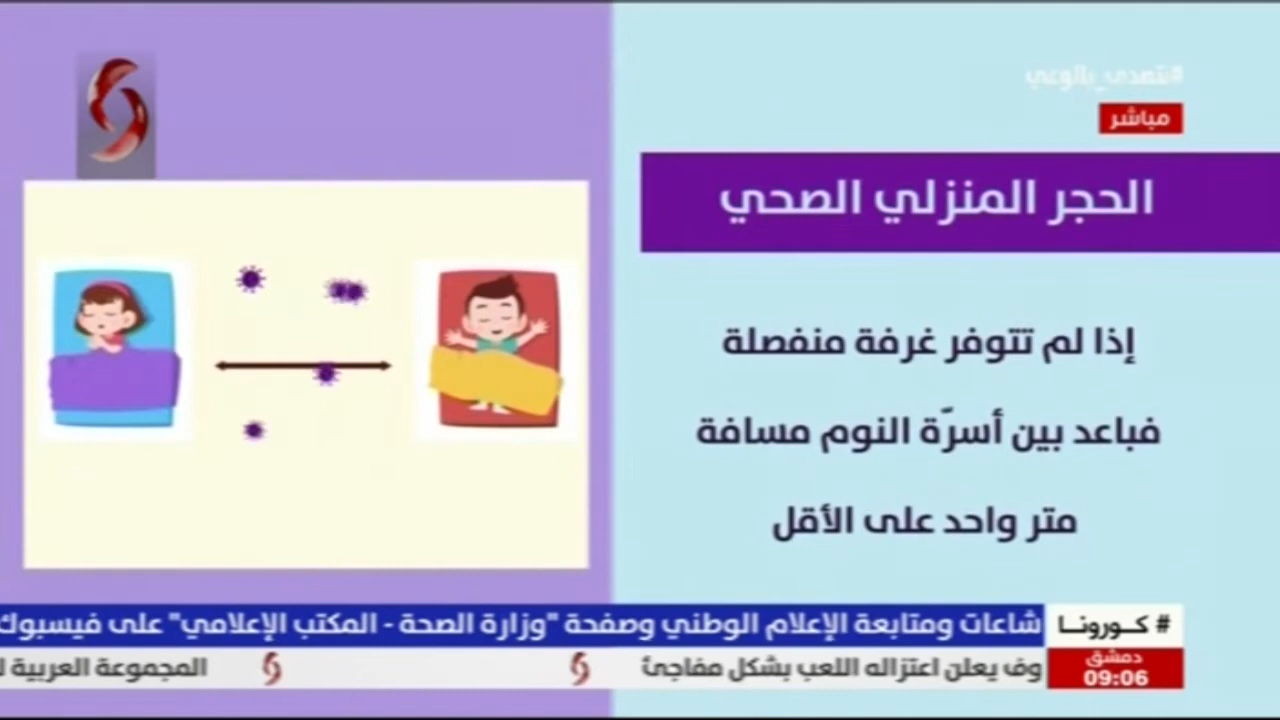 #نتصدى_بالوعي
مباشر
الحجر المنزلي الصحي
إذا لم تتوفر غرفة منفصلة
فباعد بين أسرّة النوم مسافة
متر واحد على الأقل
# كـورونـا
شاعات ومتابعة الإعلام الوطني وصفحة "وزارة الصحة - المكتب الإعلامي" على فيسبوك
دمشق
09:06
وف يعلن اعتزاله اللعب بشكل مفاجئ
المجموعة العربية ل